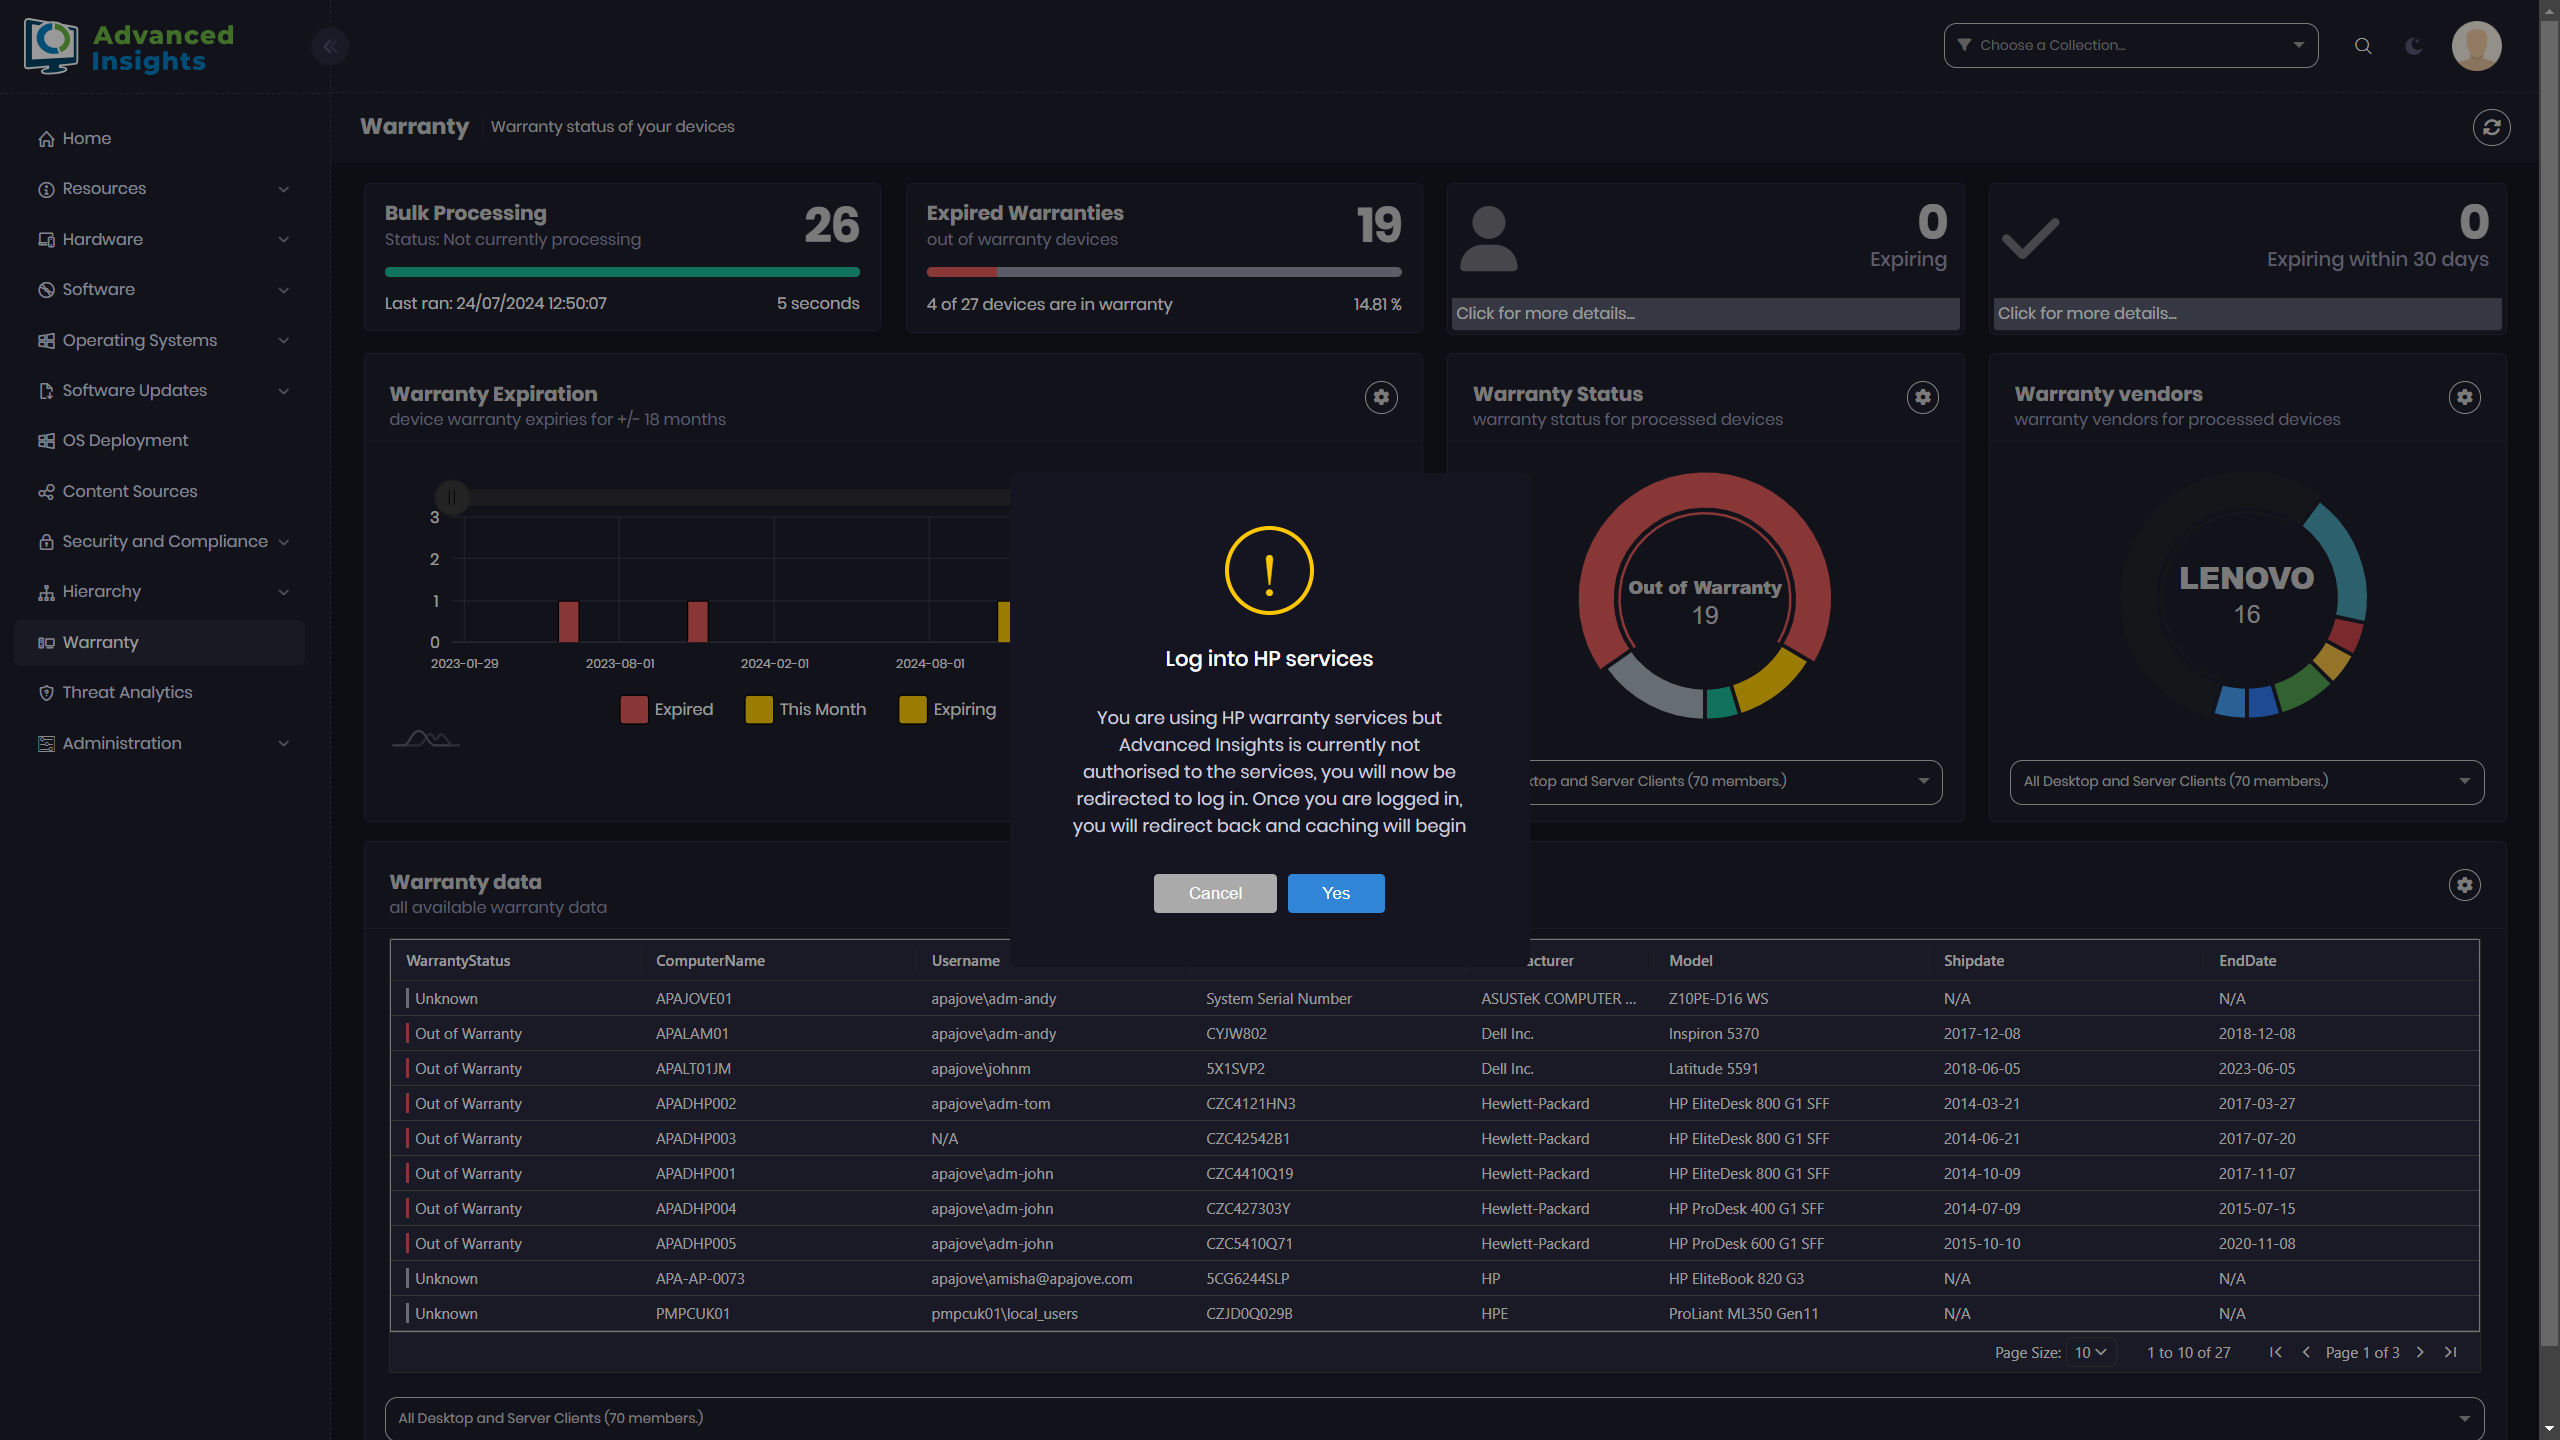 Advanced
Insights
Choose a Collection...
Home
Resources
Hardware
Software
Operating Systems
Software Updates
OS Deployment
Content Sources
Security and Compliance
Hierarchy
Warranty
Threat Analytics
Administration
Warranty
Warranty status of your devices
Bulk Processing
26
Status: Not currently processing
Last ran: 24/07/2024 12:50:07
5 seconds
Expired Warranties
19
out of warranty devices
4 of 27 devices are in warranty
14.81 %
0
Expiring
Click for more details...
0
Expiring within 30 days
Click for more details...
Warranty Expiration
device warranty expiries for +/- 18 months
3
2
1
0
2023-01-29 2023-08-01 2024-02-01 2024-08-01
Expired This Month Expiring
Warranty Status
warranty status for processed devices
Out of Warranty
19
ktop and Server Clients (70 members.)
Warranty vendors
warranty vendors for processed devices
LENOVO
16
All Desktop and Server Clients (70 members.)
!
Log into HP services
You are using HP warranty services but
Advanced Insights is currently not
authorised to the services, you will now be
redirected to log in. Once you are logged in,
you will redirect back and caching will begin
Cancel
Yes
Warranty data
all available warranty data
WarrantyStatus ComputerName Username acturer Model Shipdate EndDate
Unknown APAJOVE01 apajove\adm-andy System Serial Number ASUSTeK COMPUTER ... Z10PE-D16 WS N/A N/A
Out of Warranty APALAM01 apajove\adm-andy CYJW802 Dell Inc. Inspiron 5370 2017-12-08 2018-12-08
Out of Warranty APALT01JM apajove\johnm 5X1SVP2 Dell Inc. Latitude 5591 2018-06-05 2023-06-05
Out of Warranty APADHP002 apajove\adm-tom CZC4121HN3 Hewlett-Packard HP EliteDesk 800 G1 SFF 2014-03-21 2017-03-27
Out of Warranty APADHP003 N/A CZC42542B1 Hewlett-Packard HP EliteDesk 800 G1 SFF 2014-06-21 2017-07-20
Out of Warranty APADHP001 apajove\adm-john CZC4410Q19 Hewlett-Packard HP EliteDesk 800 G1 SFF 2014-10-09 2017-11-07
Out of Warranty APADHP004 apajove\adm-john CZC427303Y Hewlett-Packard HP ProDesk 400 G1 SFF 2014-07-09 2015-07-15
Out of Warranty APADHP005 apajove\adm-john CZC5410Q71 Hewlett-Packard HP ProDesk 600 G1 SFF 2015-10-10 2020-11-08
Unknown APA-AP-0073 apajove\amisha@apajove.com 5CG6244SLP HP HP EliteBook 820 G3 N/A N/A
Unknown PMPCUK01 pmpcuk01\local_users CZJD0Q029B HPE ProLiant ML350 Gen11 N/A N/A
Page Size: 10 1 to 10 of 27 Page 1 of 3
All Desktop and Server Clients (70 members.)